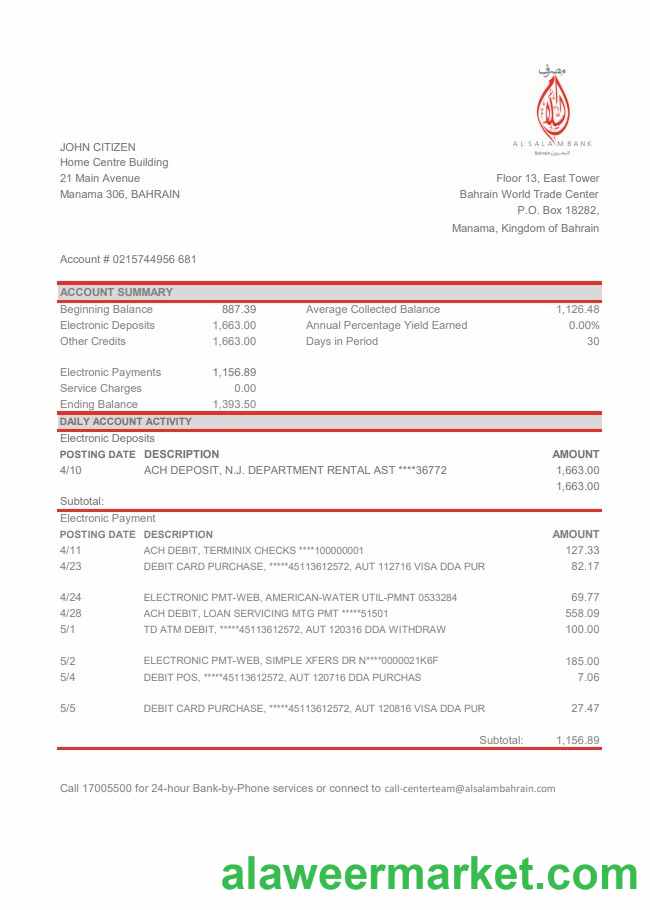 مصرف
AL SALAM BANK
Bahrain البحرين
JOHN CITIZEN
Home Centre Building
21 Main Avenue
Manama 306, BAHRAIN
Floor 13, East Tower
Bahrain World Trade Center
P.O. Box 18282,
Manama, Kingdom of Bahrain
Account # 0215744956 681
ACCOUNT SUMMARY
Beginning Balance 887.39 Average Collected Balance 1,126.48
Electronic Deposits 1,663.00 Annual Percentage Yield Earned 0.00%
Other Credits 1,663.00 Days in Period 30
Electronic Payments 1,156.89
Service Charges 0.00
Ending Balance 1,393.50
DAILY ACCOUNT ACTIVITY
Electronic Deposits
POSTING DATE DESCRIPTION AMOUNT
4/10 ACH DEPOSIT, N.J. DEPARTMENT RENTAL AST ****36772 1,663.00
1,663.00
Subtotal:
Electronic Payment
POSTING DATE DESCRIPTION AMOUNT
4/11 ACH DEBIT, TERMINIX CHECKS ****100000001 127.33
4/23 DEBIT CARD PURCHASE, *****45113612572, AUT 112716 VISA DDA PUR 82.17
4/24 ELECTRONIC PMT-WEB, AMERICAN-WATER UTIL-PMNT 0533284 69.77
4/28 ACH DEBIT, LOAN SERVICING MTG PMT *****51501 558.09
5/1 TD ATM DEBIT, *****45113612572, AUT 120316 DDA WITHDRAW 100.00
5/2 ELECTRONIC PMT-WEB, SIMPLE XFERS DR N****0000021K6F 185.00
5/4 DEBIT POS, *****45113612572, AUT 120716 DDA PURCHAS 7.06
5/5 DEBIT CARD PURCHASE, *****45113612572, AUT 120816 VISA DDA PUR 27.47
Subtotal: 1,156.89
Call 17005500 for 24-hour Bank-by-Phone services or connect to call-centerteam@alsalambahrain.com
alaweermarket.com